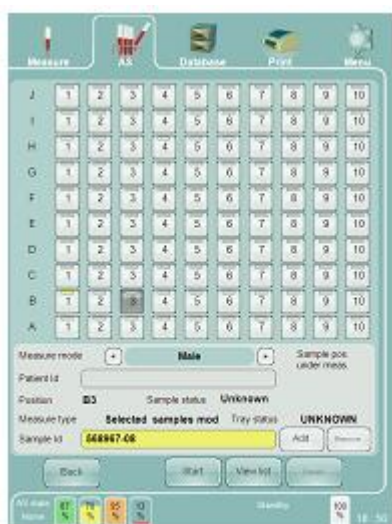 Measure AS Database Print Menu
J 1 2 3 4 5 6 7 8 9 10
I 1 2 3 4 5 6 7 8 9 10
H 1 2 3 4 5 6 7 8 9 10
G 1 2 3 4 5 6 7 8 9 10
F 1 2 3 4 5 6 7 8 9 10
E 1 2 3 4 5 6 7 8 9 10
D 1 2 3 4 5 6 7 8 9 10
C 1 2 3 4 5 6 7 8 9 10
B 1 2 3 4 5 6 7 8 9 10
A 1 2 3 4 5 6 7 8 9 10
Measure mode Male Sample pos.
under meas.
Patient Id
Position B3 Sample status Unknown
Measure type Selected samples mod Tray status UNKNOWN
Sample Id 568967-08 Add Remove
Back Start View list
% % % % Standby 100
%